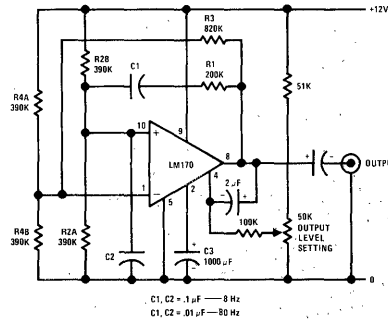 +12V
R3
820K
R2B
390K
C1
R1
200K
R4A
390K
51K
10
+
9
LM170
8
+
-
OUTPU
1
-
4
2
5
2 µF
-
+
100K
50K
OUTPUT
LEVEL
SETTING
R4B
390K
R2A
390K
C2
+
C3
1000 µF
-
0
C1, C2 = .1 µF — 8 Hz
C1, C2 = .01 µF — 80 Hz